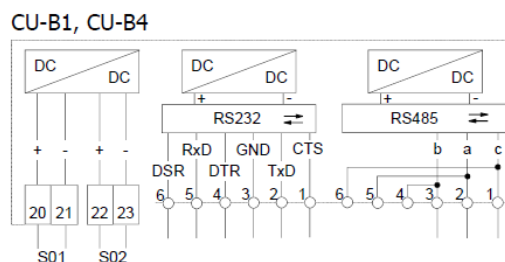 CU-B1, CU-B4
DC DC DC DC DC DC
+ - + -
RS232 RS485
+ - + - RxD GND CTS b a c
DSR DTR TxD
6 5 4 3 2 1 6 5 4 3 2 1
20 21 22 23
S01 S02